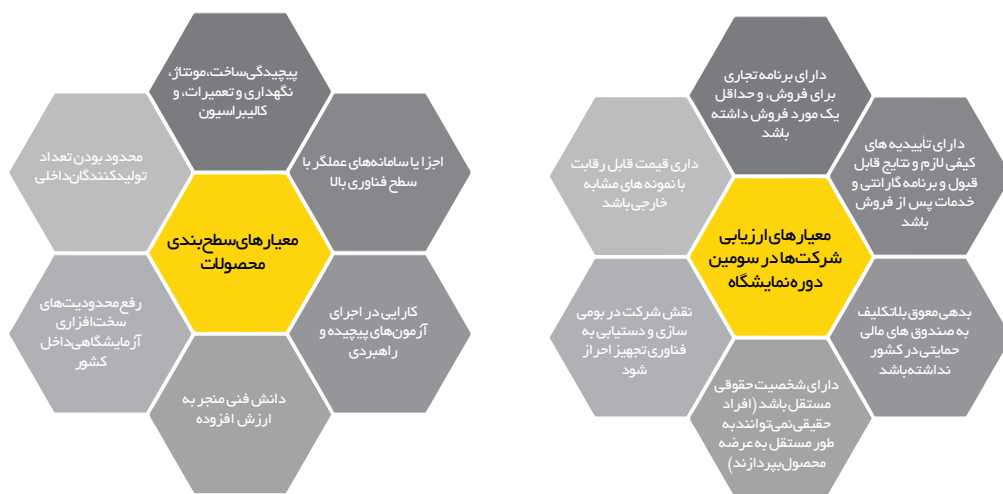 دارای برنامه تجاری
برای فروش، و حداقل
یک مورد فروش داشته
باشد
دارای تأییدیه های
کیفی لازم و نتایج قابل
قبول و برنامه گارانتی و
خدمات پس از فروش
باشد
بدهی معوق بلاتکلیف
به صندوق های مالی
حمایتی در کشور
نداشته باشد
دارای شخصیت حقوقی
مستقل باشد (افراد
حقیقی نمی‌توانند به
طور مستقل به عرضه
محصول بپردازند)
نقش شرکت در بومی
سازی و دستیابی به
فناوری تجهیز احراز
شود
داری قیمت قابل رقابت
با نمونه های مشابه
خارجی باشد
معیارهای ارزیابی
شرکت‌ها در سومین
دوره نمایشگاه
پیچیدگی ساخت، مونتاژ،
نگهداری و تعمیرات، و
کالیبراسیون
اجزا یا سامانه‌های عملگر با
سطح فناوری بالا
کارایی در اجرای
آزمون‌های پیچیده و
راهبردی
دانش فنی منجر به
ارزش افزوده
رفع محدودیت‌های
سخت‌افزاری
آزمایشگاهی داخل
کشور
محدود بودن تعداد
تولیدکنندگان داخلی
معیارهای سطح‌بندی
محصولات